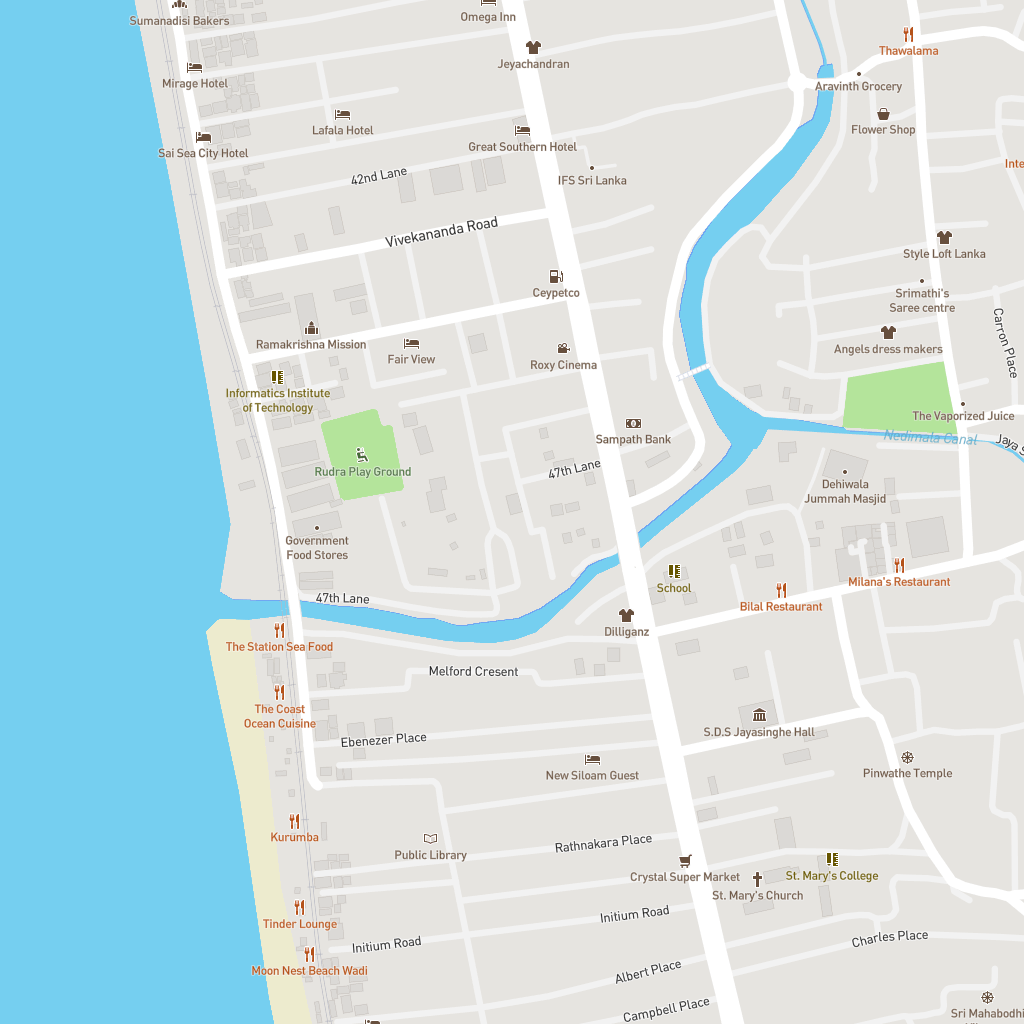 Sumanadisi Bakers
Omega Inn
Thawalama
Jeyachandran
Mirage Hotel
Aravinth Grocery
Lafala Hotel
Flower Shop
Sai Sea City Hotel
Great Southern Hotel
42nd Lane
IFS Sri Lanka
Inte
Vivekananda Road
Style Loft Lanka
Ceypetco
Srimathi's
Saree centre
Carron Place
Ramakrishna Mission
Fair View
Roxy Cinema
Angels dress makers
Informatics Institute
of Technology
The Vaporized Juice
Sampath Bank
Nedimala Canal
Jaya S
Rudra Play Ground
47th Lane
Dehiwala
Jummah Masjid
Government
Food Stores
School
Milana's Restaurant
47th Lane
Bilal Restaurant
Dilliganz
The Station Sea Food
Melford Cresent
The Coast
Ocean Cuisine
S.D.S Jayasinghe Hall
Ebenezer Place
New Siloam Guest
Pinwathe Temple
Kurumba
Rathnakara Place
Public Library
Crystal Super Market
St. Mary's College
St. Mary's Church
Initium Road
Tinder Lounge
Initium Road
Charles Place
Moon Nest Beach Wadi
Albert Place
Campbell Place
Sri Mahabodhi